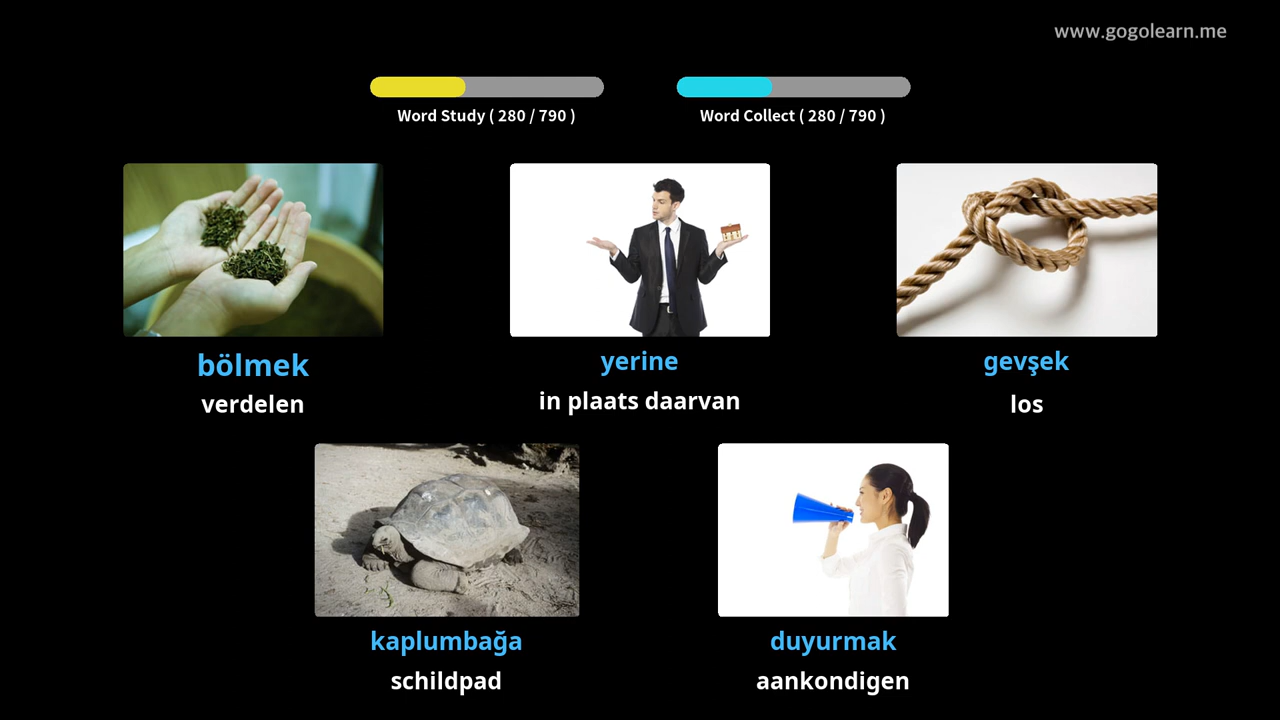 www.gogolearn.me
Word Study ( 280 / 790 )
Word Collect ( 280 / 790 )
bölmek
verdelen
yerine
in plaats daarvan
gevşek
los
kaplumbağa
schildpad
duyurmak
aankondigen